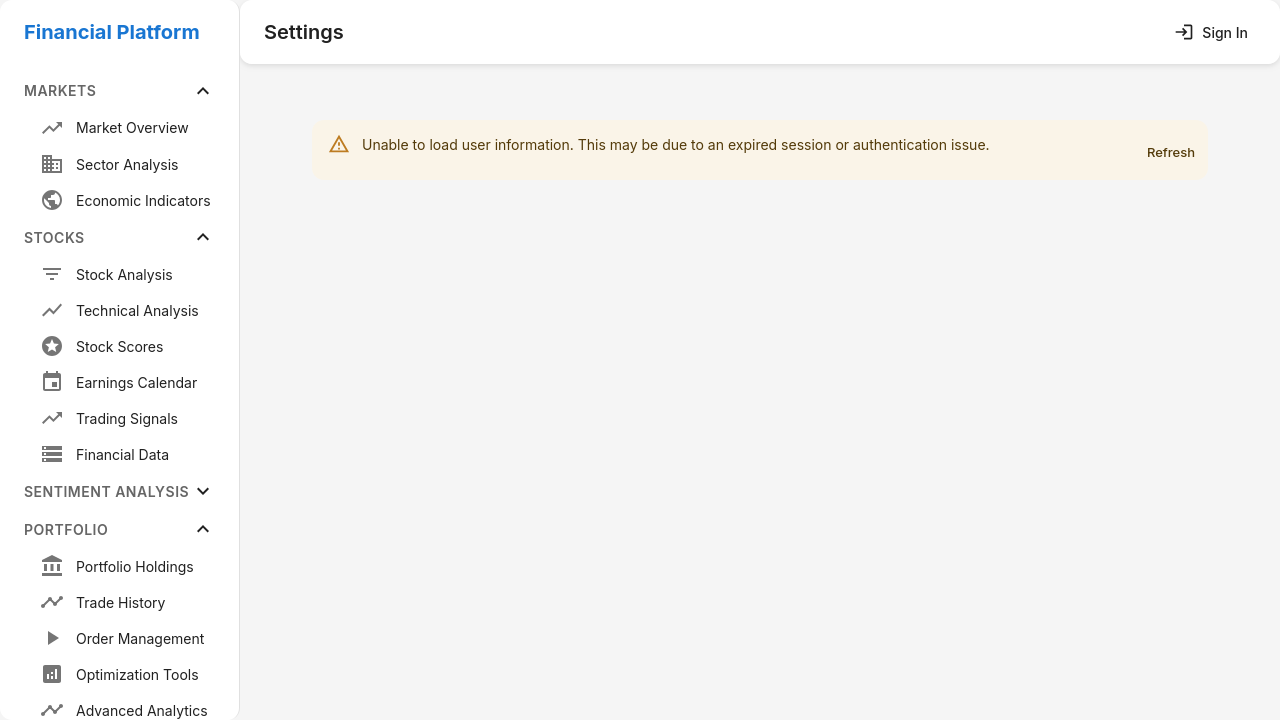 Financial Platform
MARKETS
Market Overview
Sector Analysis
Economic Indicators
STOCKS
Stock Analysis
Technical Analysis
Stock Scores
Earnings Calendar
Trading Signals
Financial Data
SENTIMENT ANALYSIS
PORTFOLIO
Portfolio Holdings
Trade History
Order Management
Optimization Tools
Advanced Analytics
Settings
Sign In
Unable to load user information. This may be due to an expired session or authentication issue.
Refresh